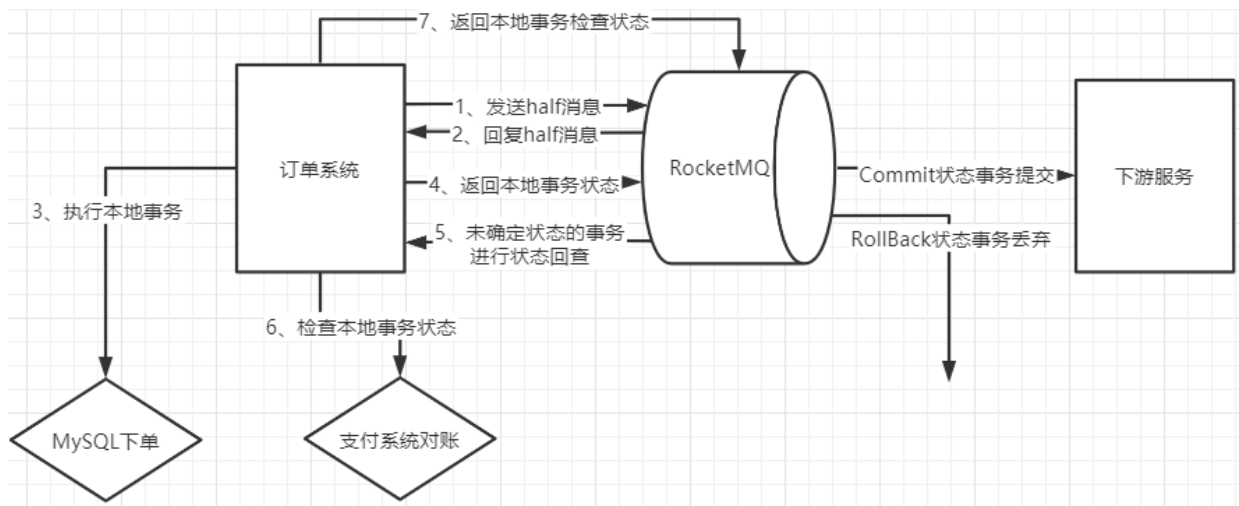 7、返回本地事务检查状态
1、发送half消息
2、回复half消息
订单系统
RocketMQ
4、返回本地事务状态
Commit状态事务提交
下游服务
3、执行本地事务
5、未确定状态的事务
进行状态回查
RollBack状态事务丢弃
6、检查本地事务状态
MySQL下单
支付系统对账